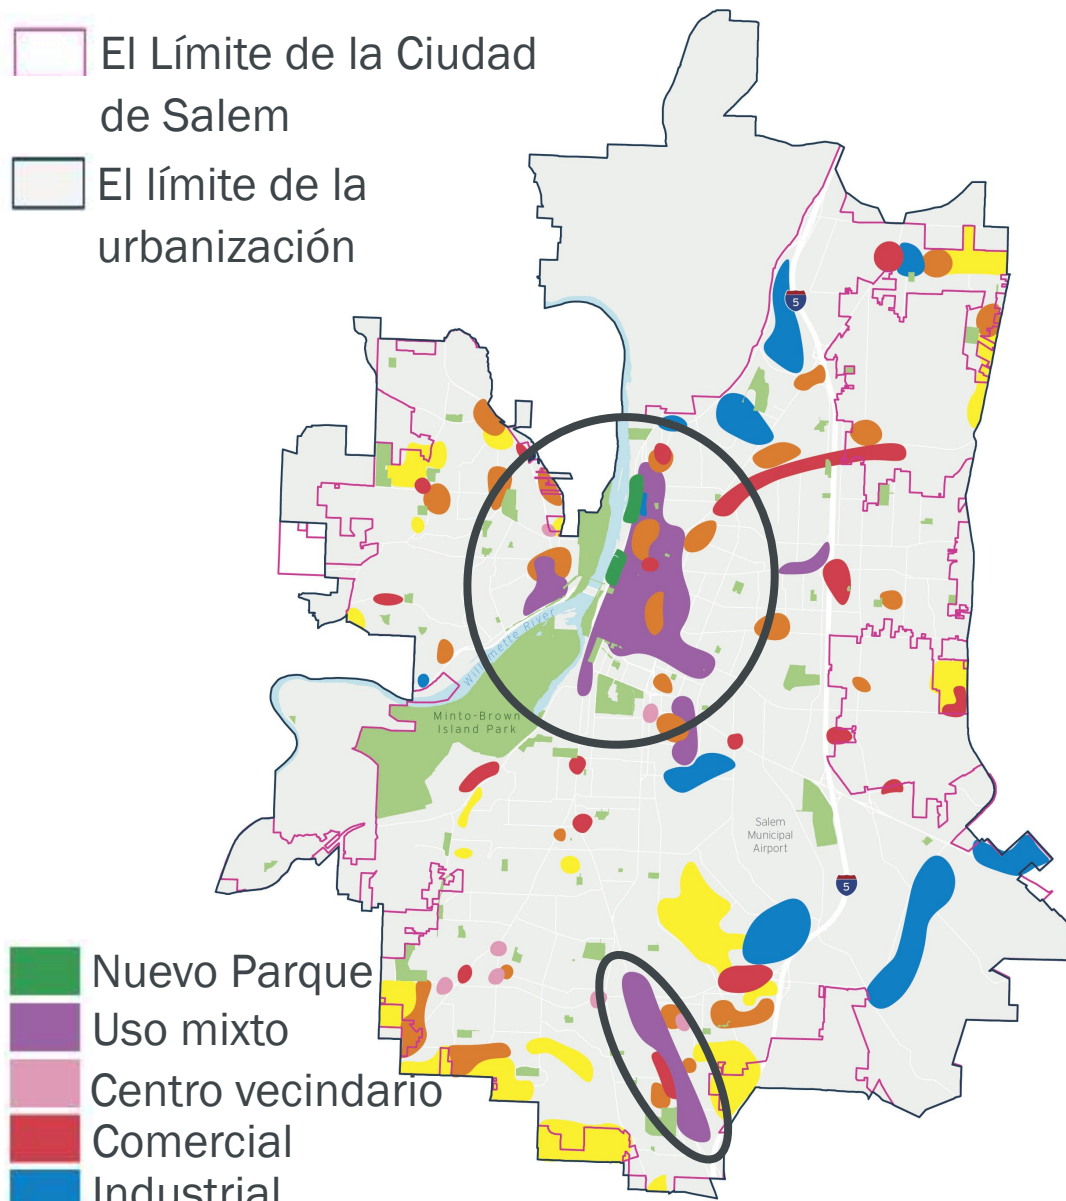 El Límite de la Ciudad
de Salem
El límite de la
urbanización
5
Willamette River
Minto-Brown
Island Park
Salem
Municipal
Airport
5
Nuevo Parque
Uso mixto
Centro vecindario
Comercial
Industrial